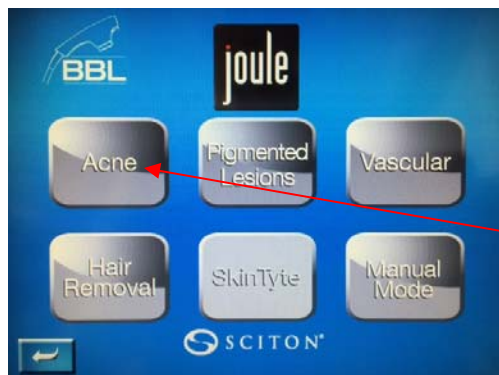 BBL
joule
Acne
Pigmented
Lesions
Vascular
Hair
Removal
SkinTyte
Manual
Mode
SCITON®